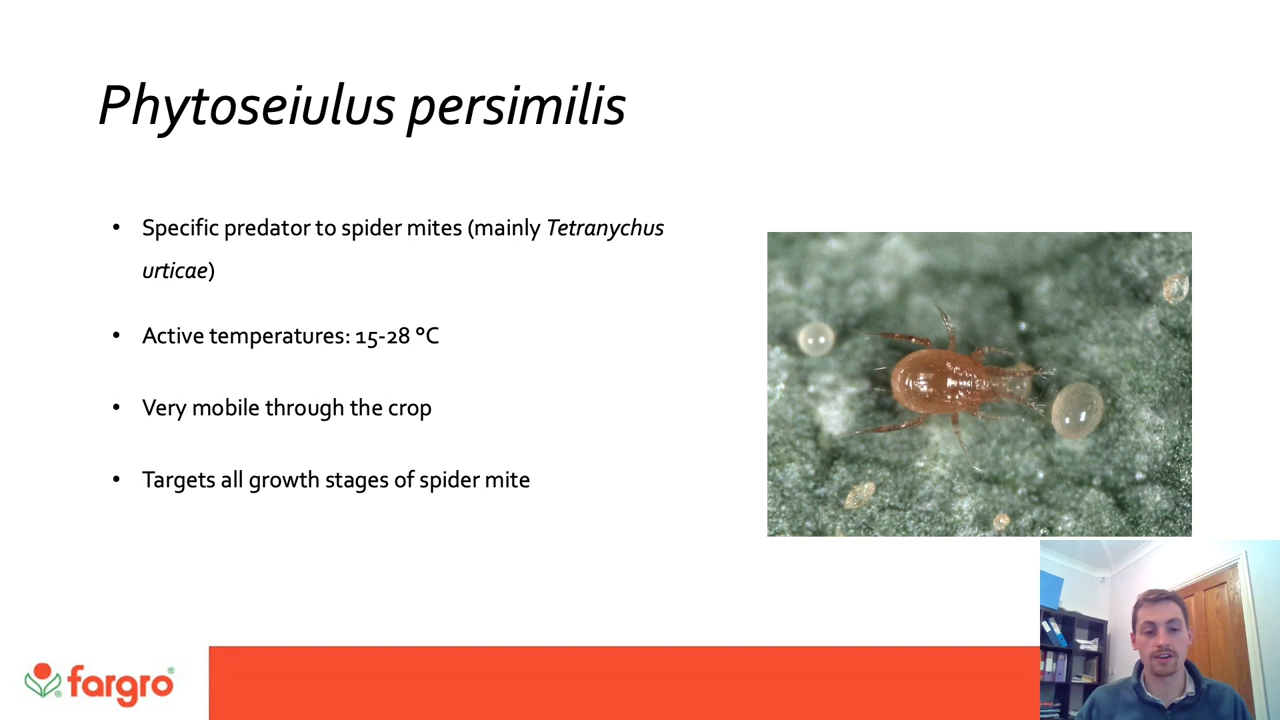 Phytoseiulus persimilis
• Specific predator to spider mites (mainly Tetranychus
urticae)
• Active temperatures: 15-28 °C
• Very mobile through the crop
• Targets all growth stages of spider mite
fargro®